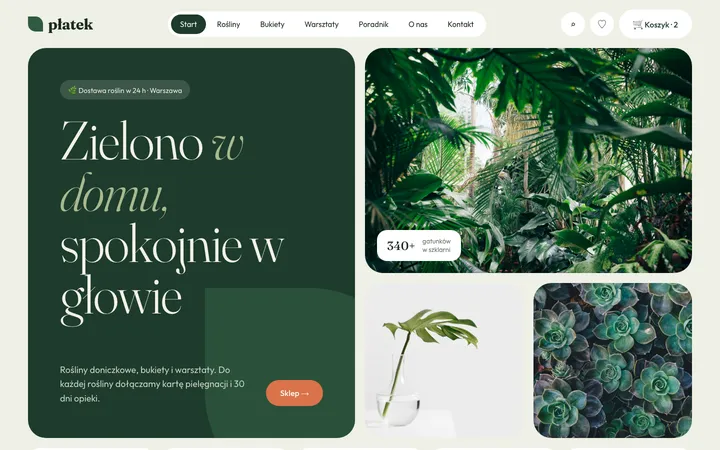 płatek
Start Rośliny Bukiety Warsztaty Poradnik O nas Kontakt
Koszyk · 2
Dostawa roślin w 24 h · Warszawa
Zielono w
domu,
spokojnie w
głowie
Rośliny doniczkowe, bukiety i warsztaty. Do
każdej rośliny dołączamy kartę pielęgnacji i 30
dni opieki.
Sklep →
340+
gatunków
w szklarni